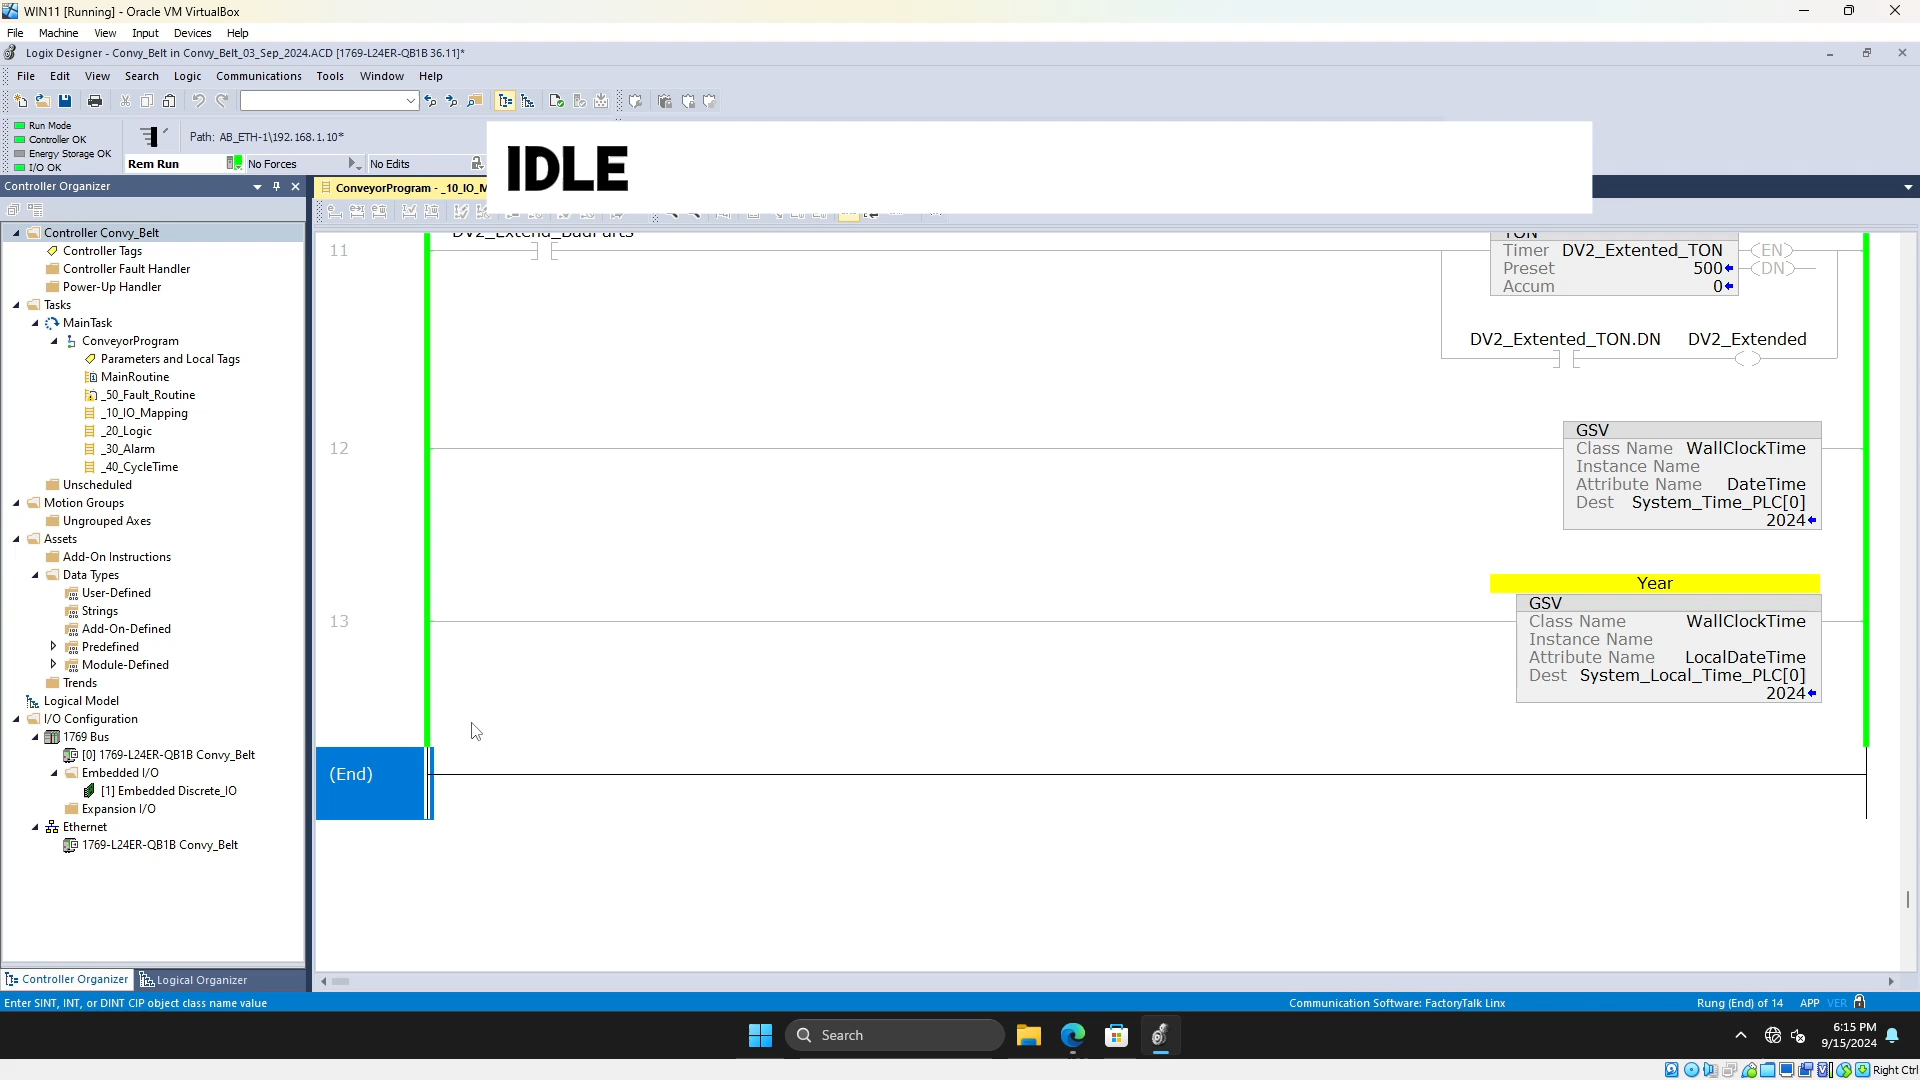 WIN11 [Running] - Oracle VM VirtualBox
File Machine View Input Devices Help
Logix Designer - Convy_Belt in Convy_Belt_03_Sep_2024.ACD [1769-L24ER-QB1B 36.11]*
File Edit View Search Logic Communications Tools Window Help
Run Mode
Controller OK
Energy Storage OK
I/O OK
Path: AB_ETH-1\192.168.1.10*
Rem Run No Forces No Edits
IDLE
Controller Organizer
ConveyorProgram - _10_IO_M
Controller Convy_Belt
Controller Tags
Controller Fault Handler
Power-Up Handler
Tasks
MainTask
ConveyorProgram
Parameters and Local Tags
MainRoutine
_50_Fault_Routine
_10_IO_Mapping
_20_Logic
_30_Alarm
_40_CycleTime
Unscheduled
Motion Groups
Ungrouped Axes
Assets
Add-On Instructions
Data Types
User-Defined
Strings
Add-On-Defined
Predefined
Module-Defined
Trends
Logical Model
I/O Configuration
1769 Bus
[0] 1769-L24ER-QB1B Convy_Belt
Embedded I/O
[1] Embedded Discrete_IO
Expansion I/O
Ethernet
1769-L24ER-QB1B Convy_Belt
Controller Organizer Logical Organizer
11
DV2_Extend_BadParts
TON
Timer DV2_Extented_TON
Preset 500
Accum 0
EN
DN
DV2_Extented_TON.DN DV2_Extended
12
GSV
Class Name WallClockTime
Instance Name
Attribute Name DateTime
Dest System_Time_PLC[0]
2024
Year
13
GSV
Class Name WallClockTime
Instance Name
Attribute Name LocalDateTime
Dest System_Local_Time_PLC[0]
2024
(End)
Enter SINT, INT, or DINT CIP object class name value
Communication Software: FactoryTalk Linx
Rung (End) of 14 APP VER
Search
6:15 PM
9/15/2024
Right Ctrl